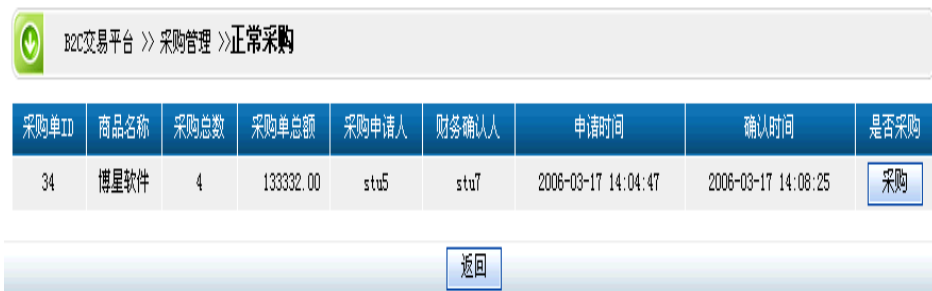 B2C交易平台 >> 采购管理 >>正常采购
采购单ID 商品名称 采购总数 采购单总额 采购申请人 财务确认人 申请时间 确认时间 是否采购
34 博星软件 4 133332.00 stu5 stu7 2006-03-17 14:04:47 2006-03-17 14:08:25 采购
返回